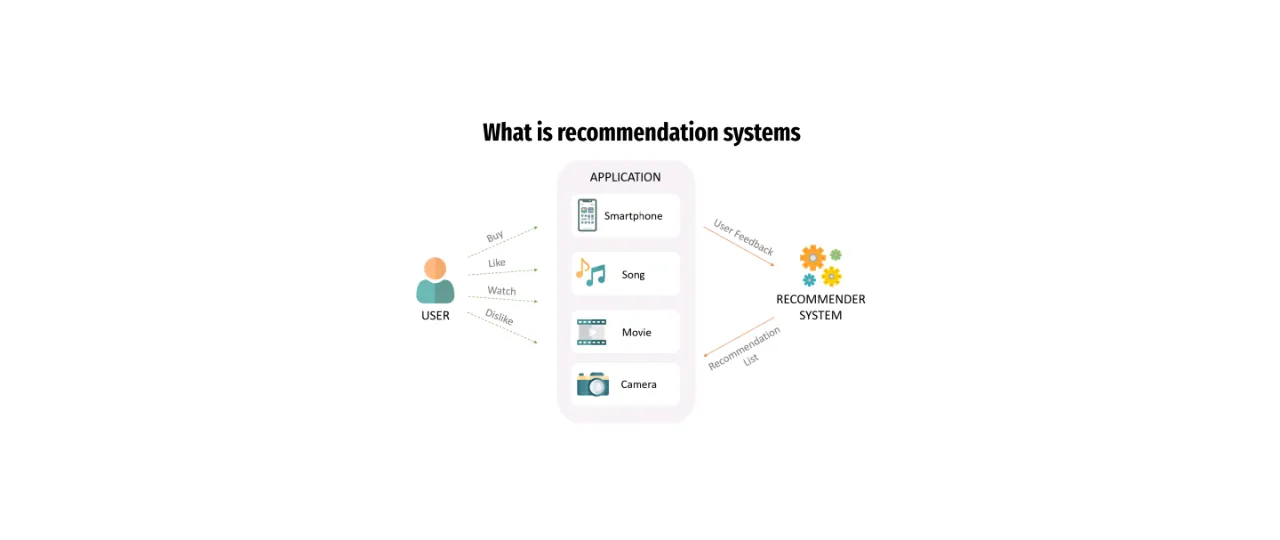 What is recommendation systems
APPLICATION
Smartphone
Song
Movie
Camera
Buy
Like
Watch
Dislike
USER
User Feedback
RECOMMENDER
SYSTEM
Recommendation
List